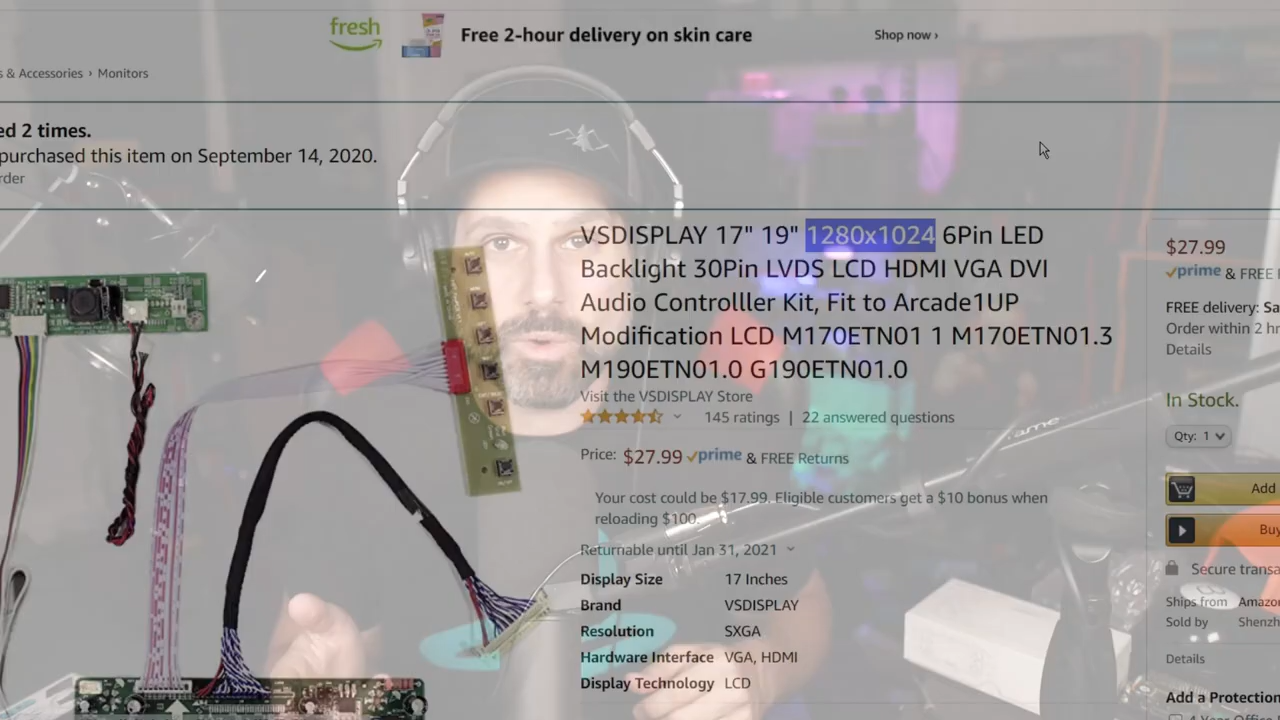 fresh
Free 2-hour delivery on skin care
Shop now ›
s & Accessories › Monitors
ed 2 times.
purchased this item on September 14, 2020.
rder
VSDISPLAY 17" 19" 1280x1024 6Pin LED
Backlight 30Pin LVDS LCD HDMI VGA DVI
Audio Controlller Kit, Fit to Arcade1UP
Modification LCD M170ETN01 1 M170ETN01.3
M190ETN01.0 G190ETN01.0
Visit the VSDISPLAY Store
145 ratings | 22 answered questions
Price: $27.99 prime & FREE Returns
Your cost could be $17.99. Eligible customers get a $10 bonus when
reloading $100.
Returnable until Jan 31, 2021
Display Size 17 Inches
Brand VSDISPLAY
Resolution SXGA
Hardware Interface VGA, HDMI
Display Technology LCD
$27.99
prime & FREE
FREE delivery: Sa
Order within 2 hr
Details
In Stock.
Qty: 1
Add
Buy
Secure transa
Ships from Amazo
Sold by Shenzh
Details
Add a Protection
4-Year Office